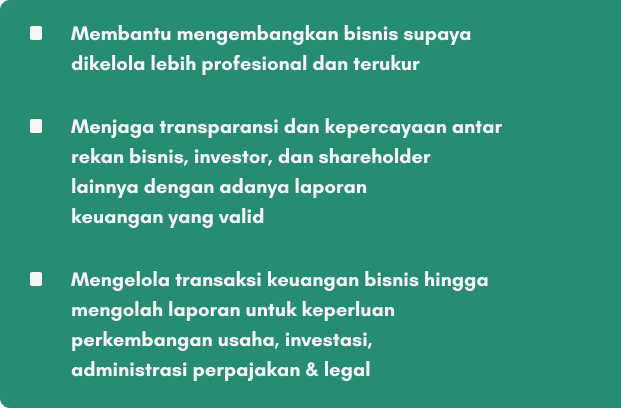 Membantu mengembangkan bisnis supaya
dikelola lebih profesional dan terukur
Menjaga transparansi dan kepercayaan antar
rekan bisnis, investor, dan shareholder
lainnya dengan adanya laporan
keuangan yang valid
Mengelola transaksi keuangan bisnis hingga
mengolah laporan untuk keperluan
perkembangan usaha, investasi,
administrasi perpajakan & legal